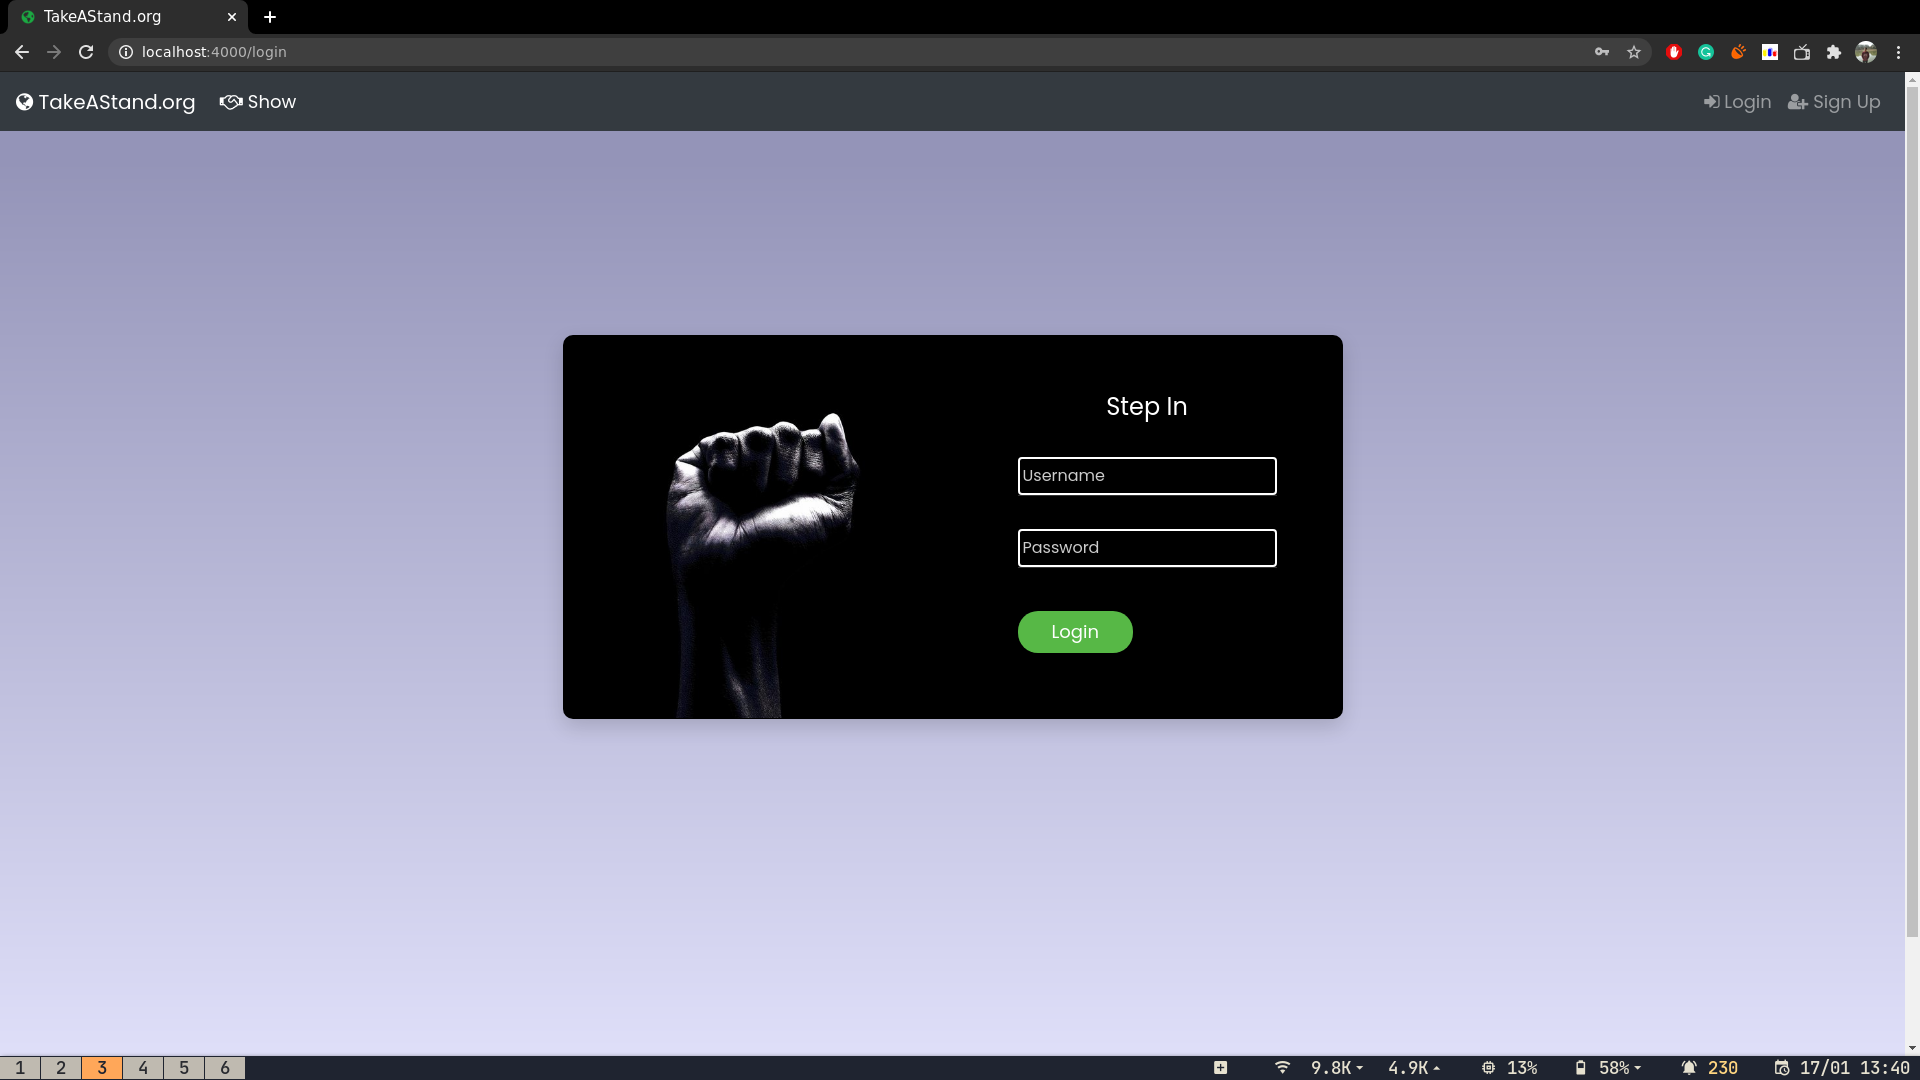 TakeAStand.org
localhost:4000/login
TakeAStand.org Show Login Sign Up
Step In
Username
Password
Login
1 2 3 4 5 6 9.8K 4.9K 13% 58% 230 17/01 13:40